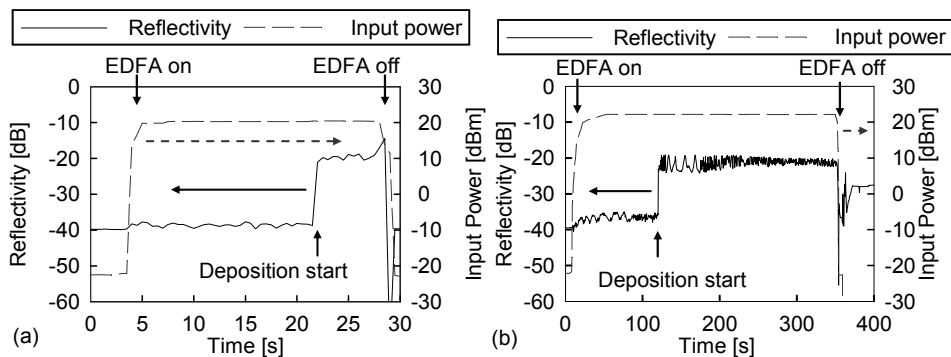 Reflectivity Input power
EDFA on EDFA off
Reflectivity [dB]
0
-10
-20
-30
-40
-50
-60
Deposition start
30
20
10
0
-10
-20
-30
Input Power [dBm]
0 5 10 15 20 25 30
Time [s]
(a)
Reflectivity Input power
EDFA on EDFA off
Reflectivity [dB]
0
-10
-20
-30
-40
-50
-60
Deposition start
30
20
10
0
-10
-20
-30
Input Power [dBm]
0 100 200 300 400
Time [s]
(b)